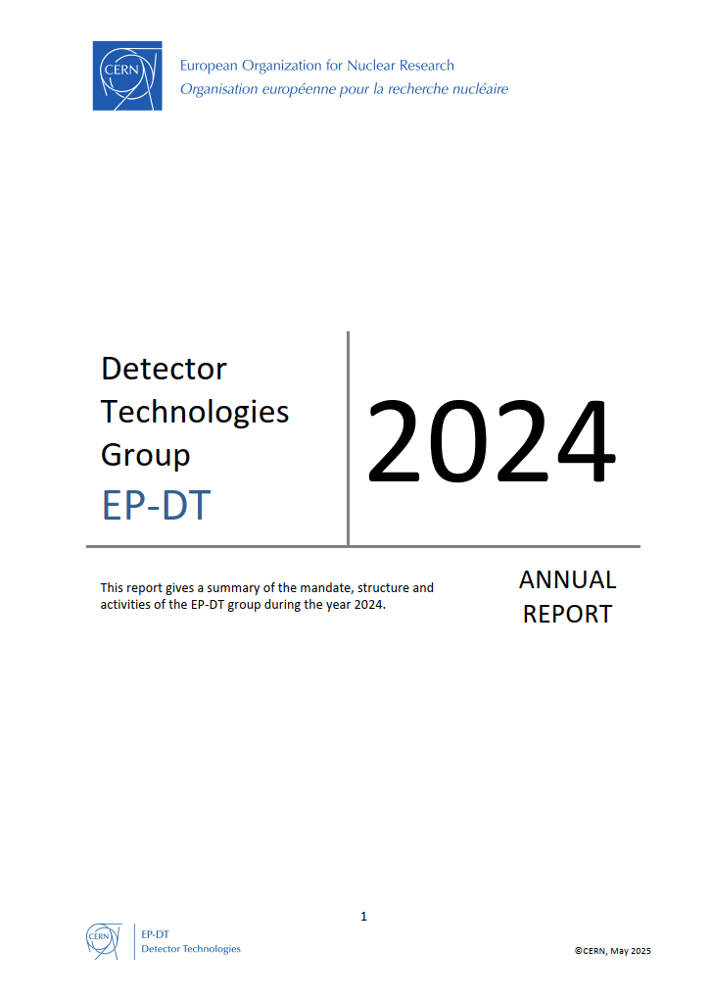 CERN
European Organization for Nuclear Research
Organisation européenne pour la recherche nucléaire
Detector
Technologies
Group
EP-DT
2024
This report gives a summary of the mandate, structure and
activities of the EP-DT group during the year 2024.
ANNUAL
REPORT
1
CERN
EP-DT
Detector Technologies
©CERN, May 2025